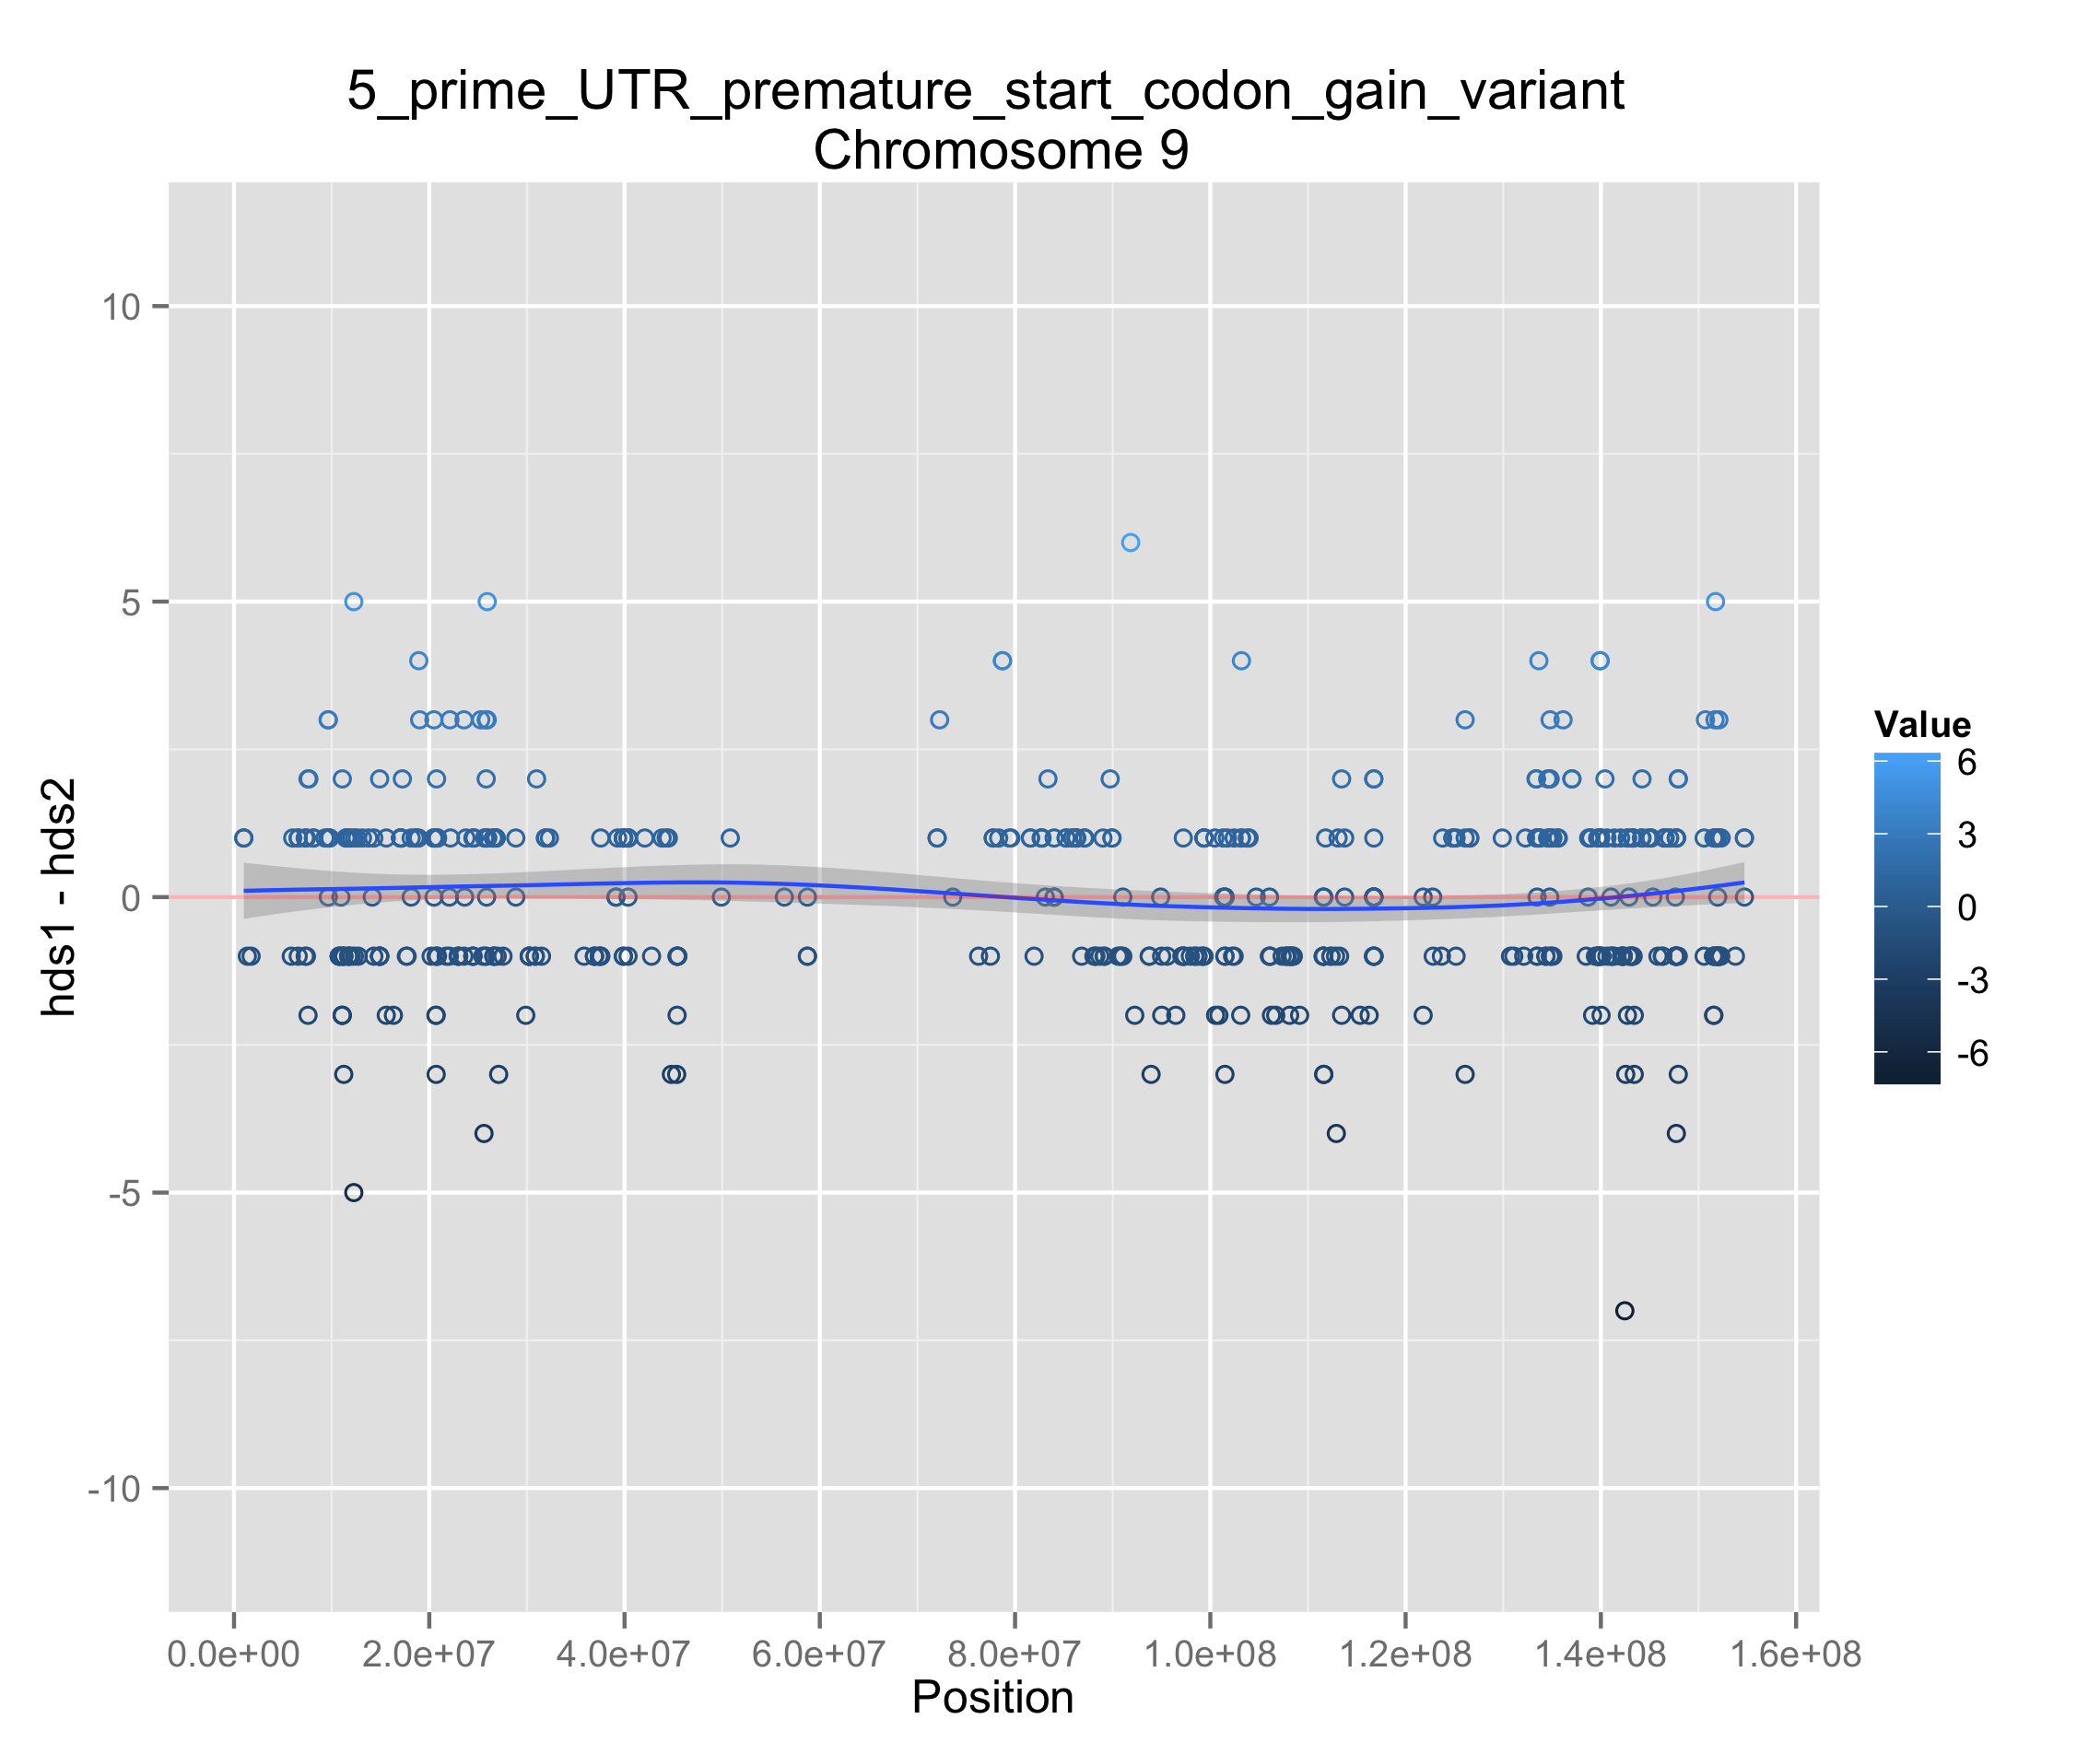 5_prime_UTR_premature_start_codon_gain_variant
Chromosome 9
10
5
0
-5
-10
hds1 - hds2
0.0e+00 2.0e+07 4.0e+07 6.0e+07 8.0e+07 1.0e+08 1.2e+08 1.4e+08 1.6e+08
Position
Value
6
3
0
-3
-6